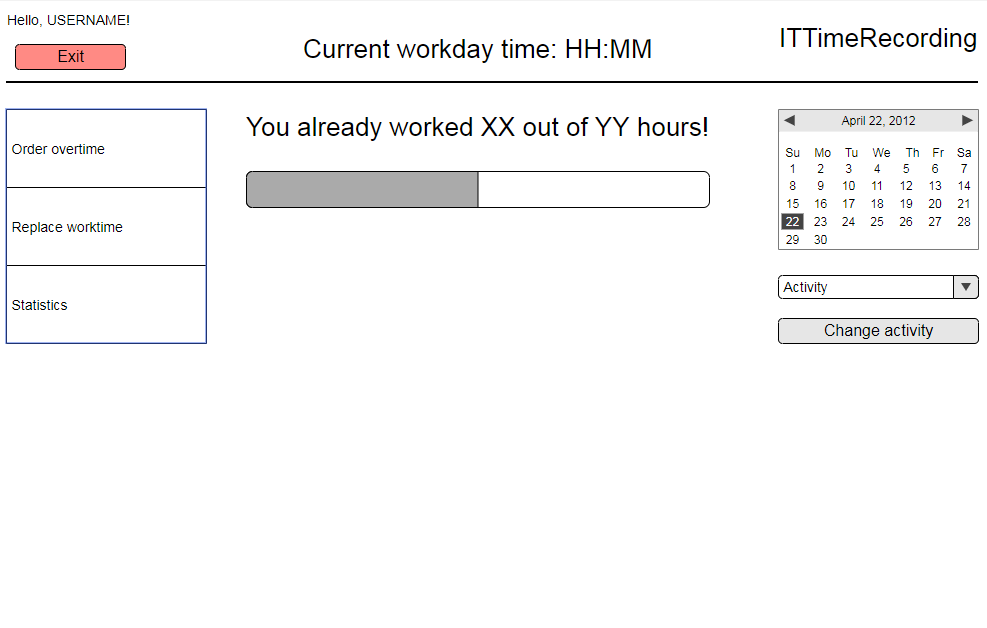 Hello, USERNAME!
Exit
Current workday time: HH:MM
ITTimeRecording
Order overtime
Replace worktime
Statistics
You already worked XX out of YY hours!
April 22, 2012
Su Mo Tu We Th Fr Sa
1 2 3 4 5 6 7
8 9 10 11 12 13 14
15 16 17 18 19 20 21
22 23 24 25 26 27 28
29 30
Activity
Change activity